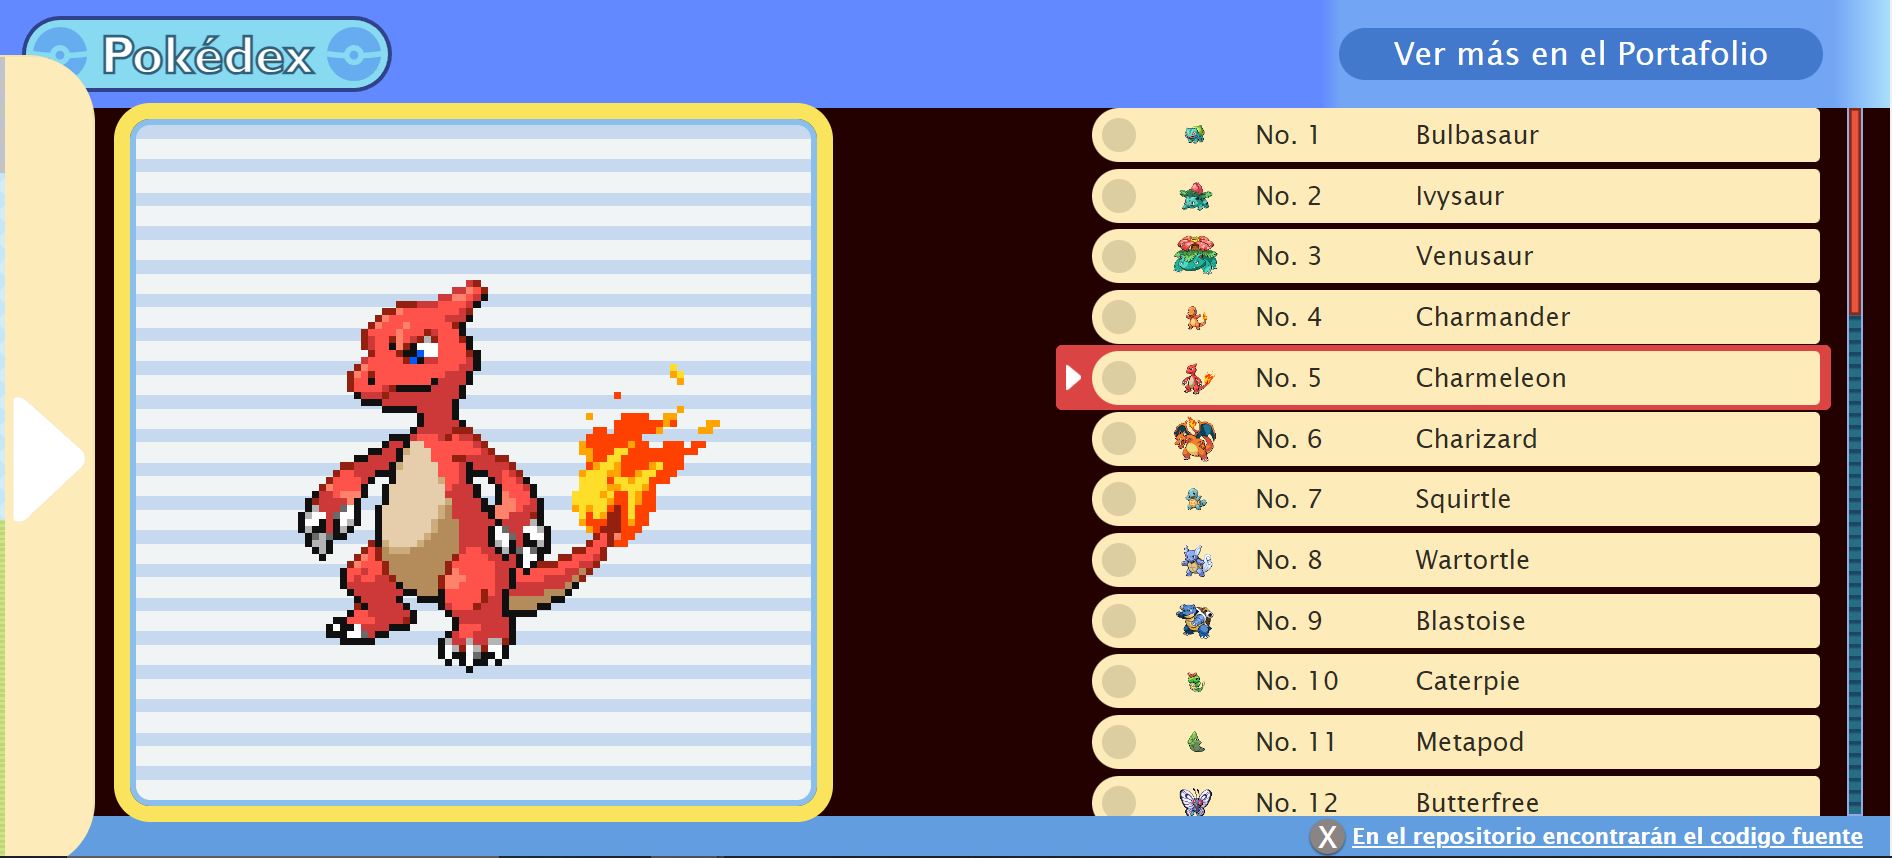 Pokédex
Ver más en el Portafolio
No. 1 Bulbasaur
No. 2 Ivysaur
No. 3 Venusaur
No. 4 Charmander
No. 5 Charmeleon
No. 6 Charizard
No. 7 Squirtle
No. 8 Wartortle
No. 9 Blastoise
No. 10 Caterpie
No. 11 Metapod
No. 12 Butterfree
X En el repositorio encontrarán el codigo fuente